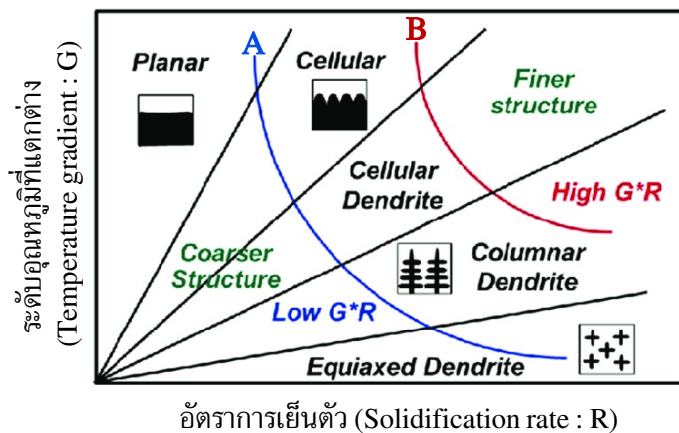 A
B
Planar
Cellular
Finer
structure
Cellular
Dendrite
High G*R
Coarser
Structure
Columnar
Dendrite
Low G*R
Equiaxed Dendrite
ระดับอุณหภูมิที่แตกต่าง
(Temperature gradient : G)
อัตราการเย็นตัว (Solidification rate : R)